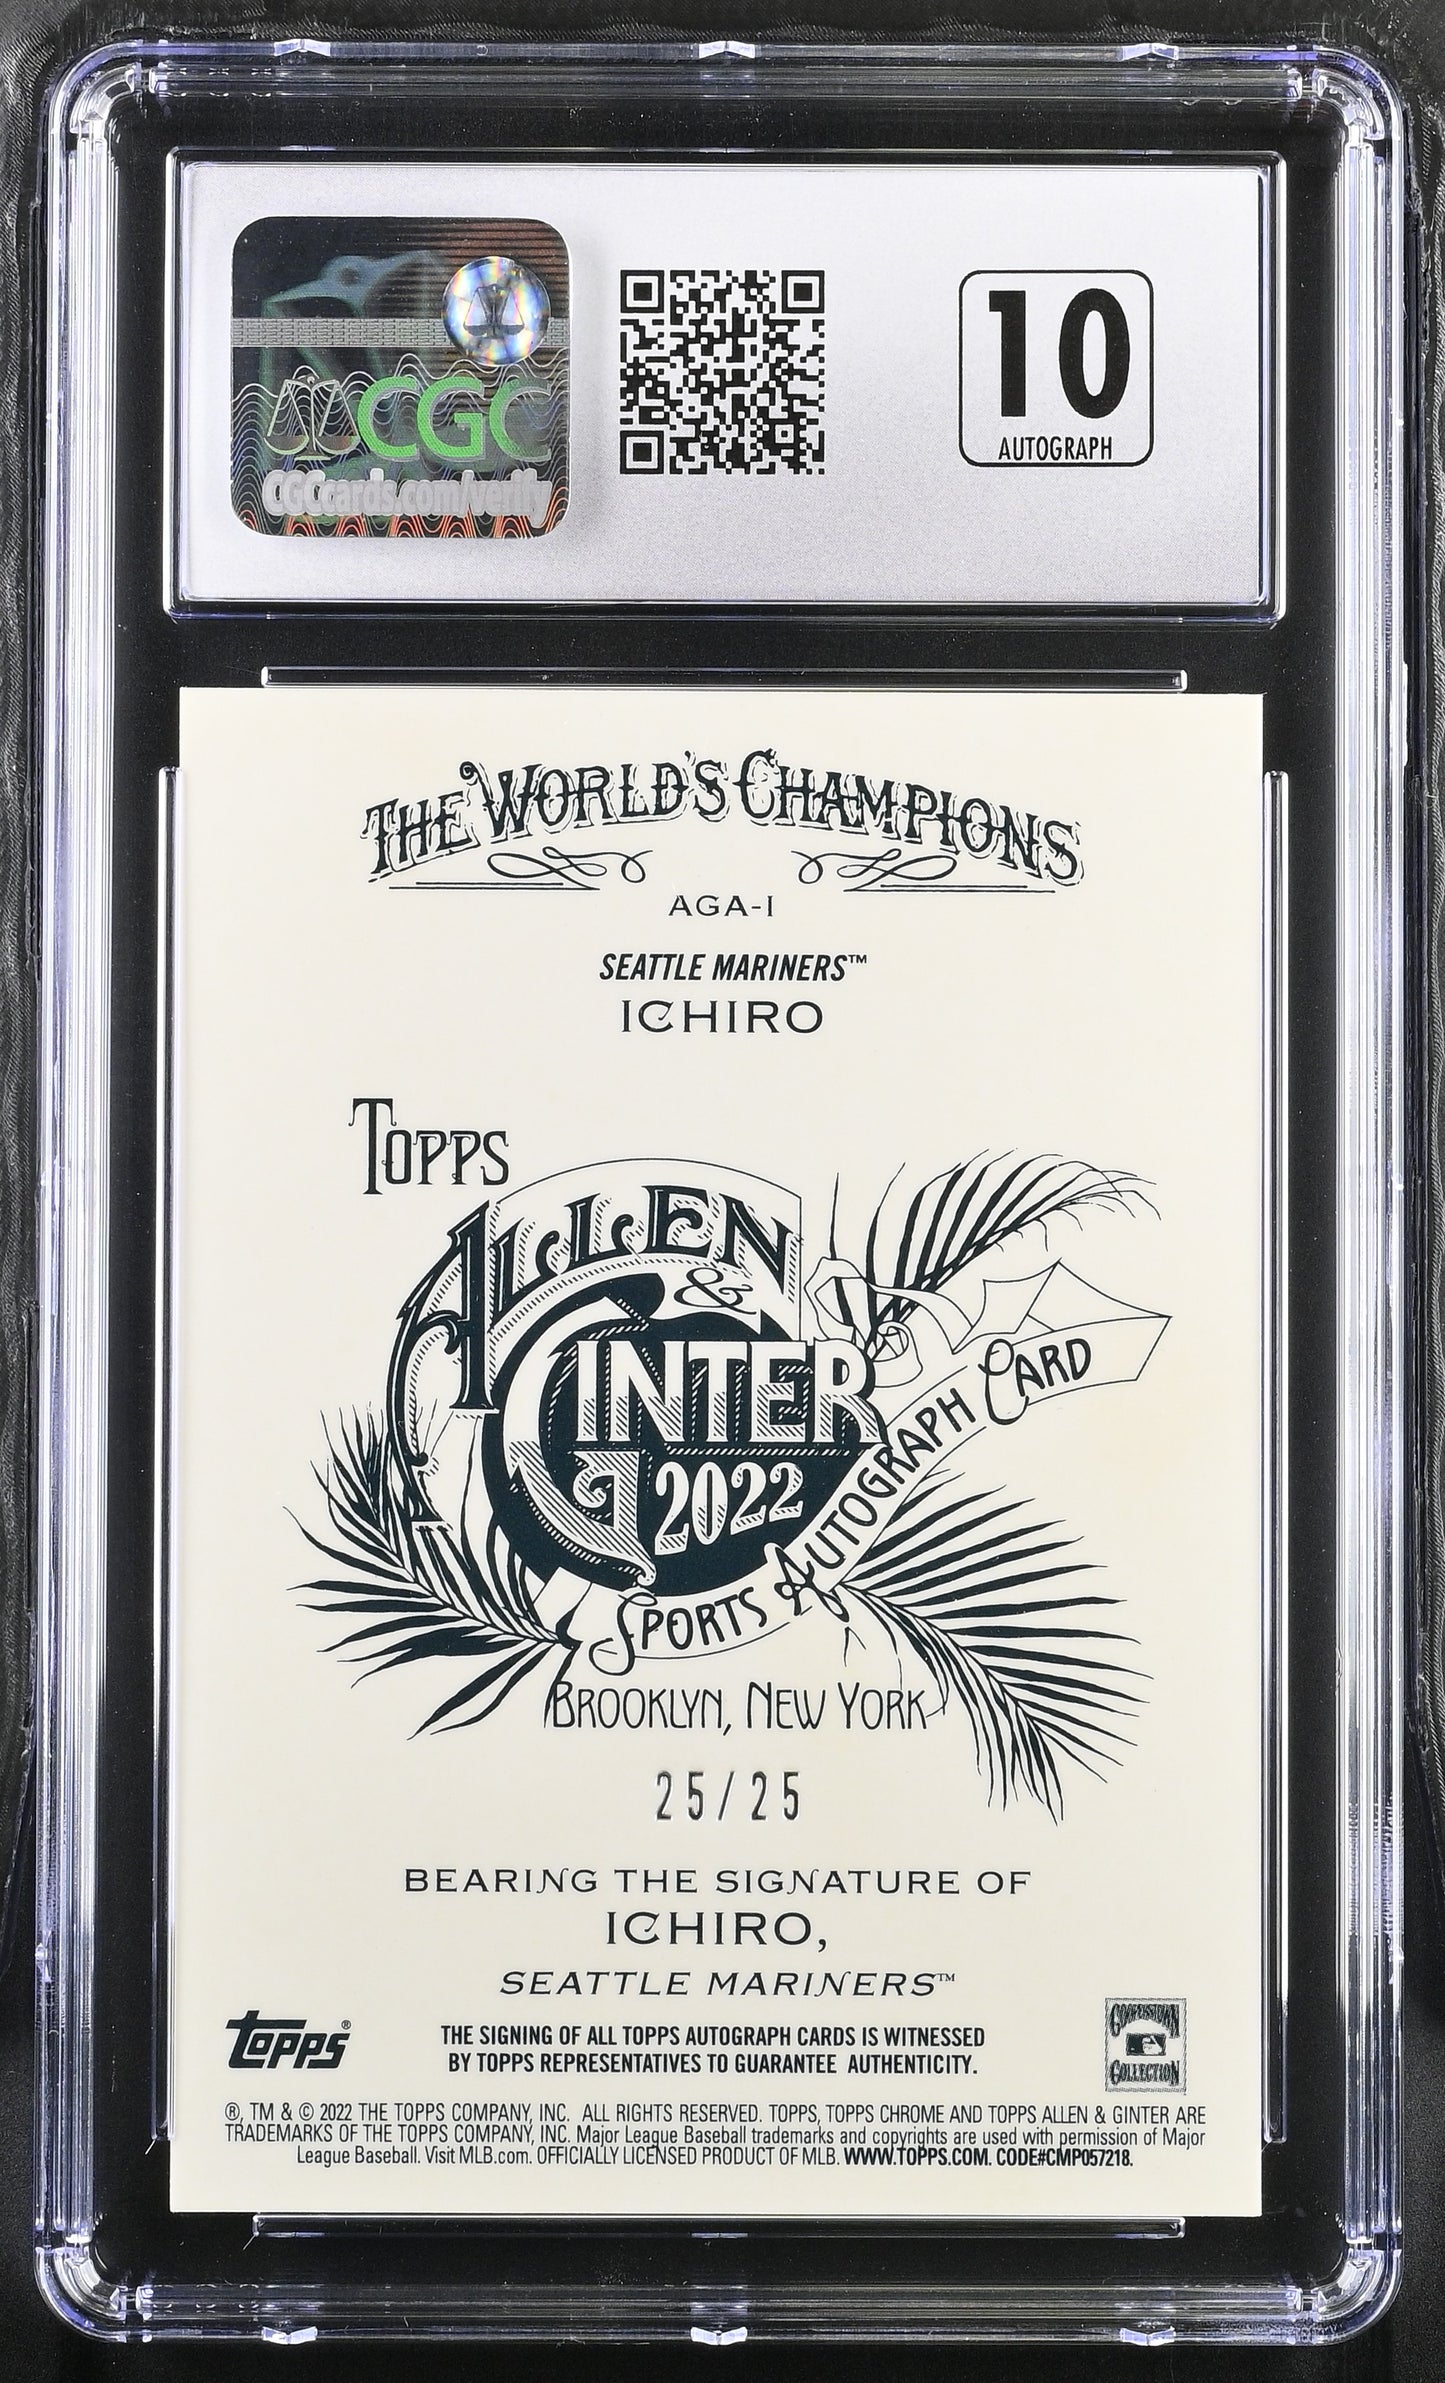 CGC
CGCcards.com/verify
10
AUTOGRAPH
THE WORLD'S CHAMPIONS
AGA-I
SEATTLE MARINERS™
ICHIRO
TOPPS
ALLEN
&
GINTER
2022
SPORTS AUTOGRAPH CARD
BROOKLYN, NEW YORK
25/25
BEARING THE SIGNATURE OF
ICHIRO,
SEATTLE MARINERS™
topps®
THE SIGNING OF ALL TOPPS AUTOGRAPH CARDS IS WITNESSED
BY TOPPS REPRESENTATIVES TO GUARANTEE AUTHENTICITY.
COOPERSTOWN
COLLECTION
®, TM & © 2022 THE TOPPS COMPANY, INC. ALL RIGHTS RESERVED. TOPPS, TOPPS CHROME AND TOPPS ALLEN & GINTER ARE
TRADEMARKS OF THE TOPPS COMPANY, INC. Major League Baseball trademarks and copyrights are used with permission of Major
League Baseball. Visit MLB.com. OFFICIALLY LICENSED PRODUCT OF MLB. WWW.TOPPS.COM. CODE#CMP057218.